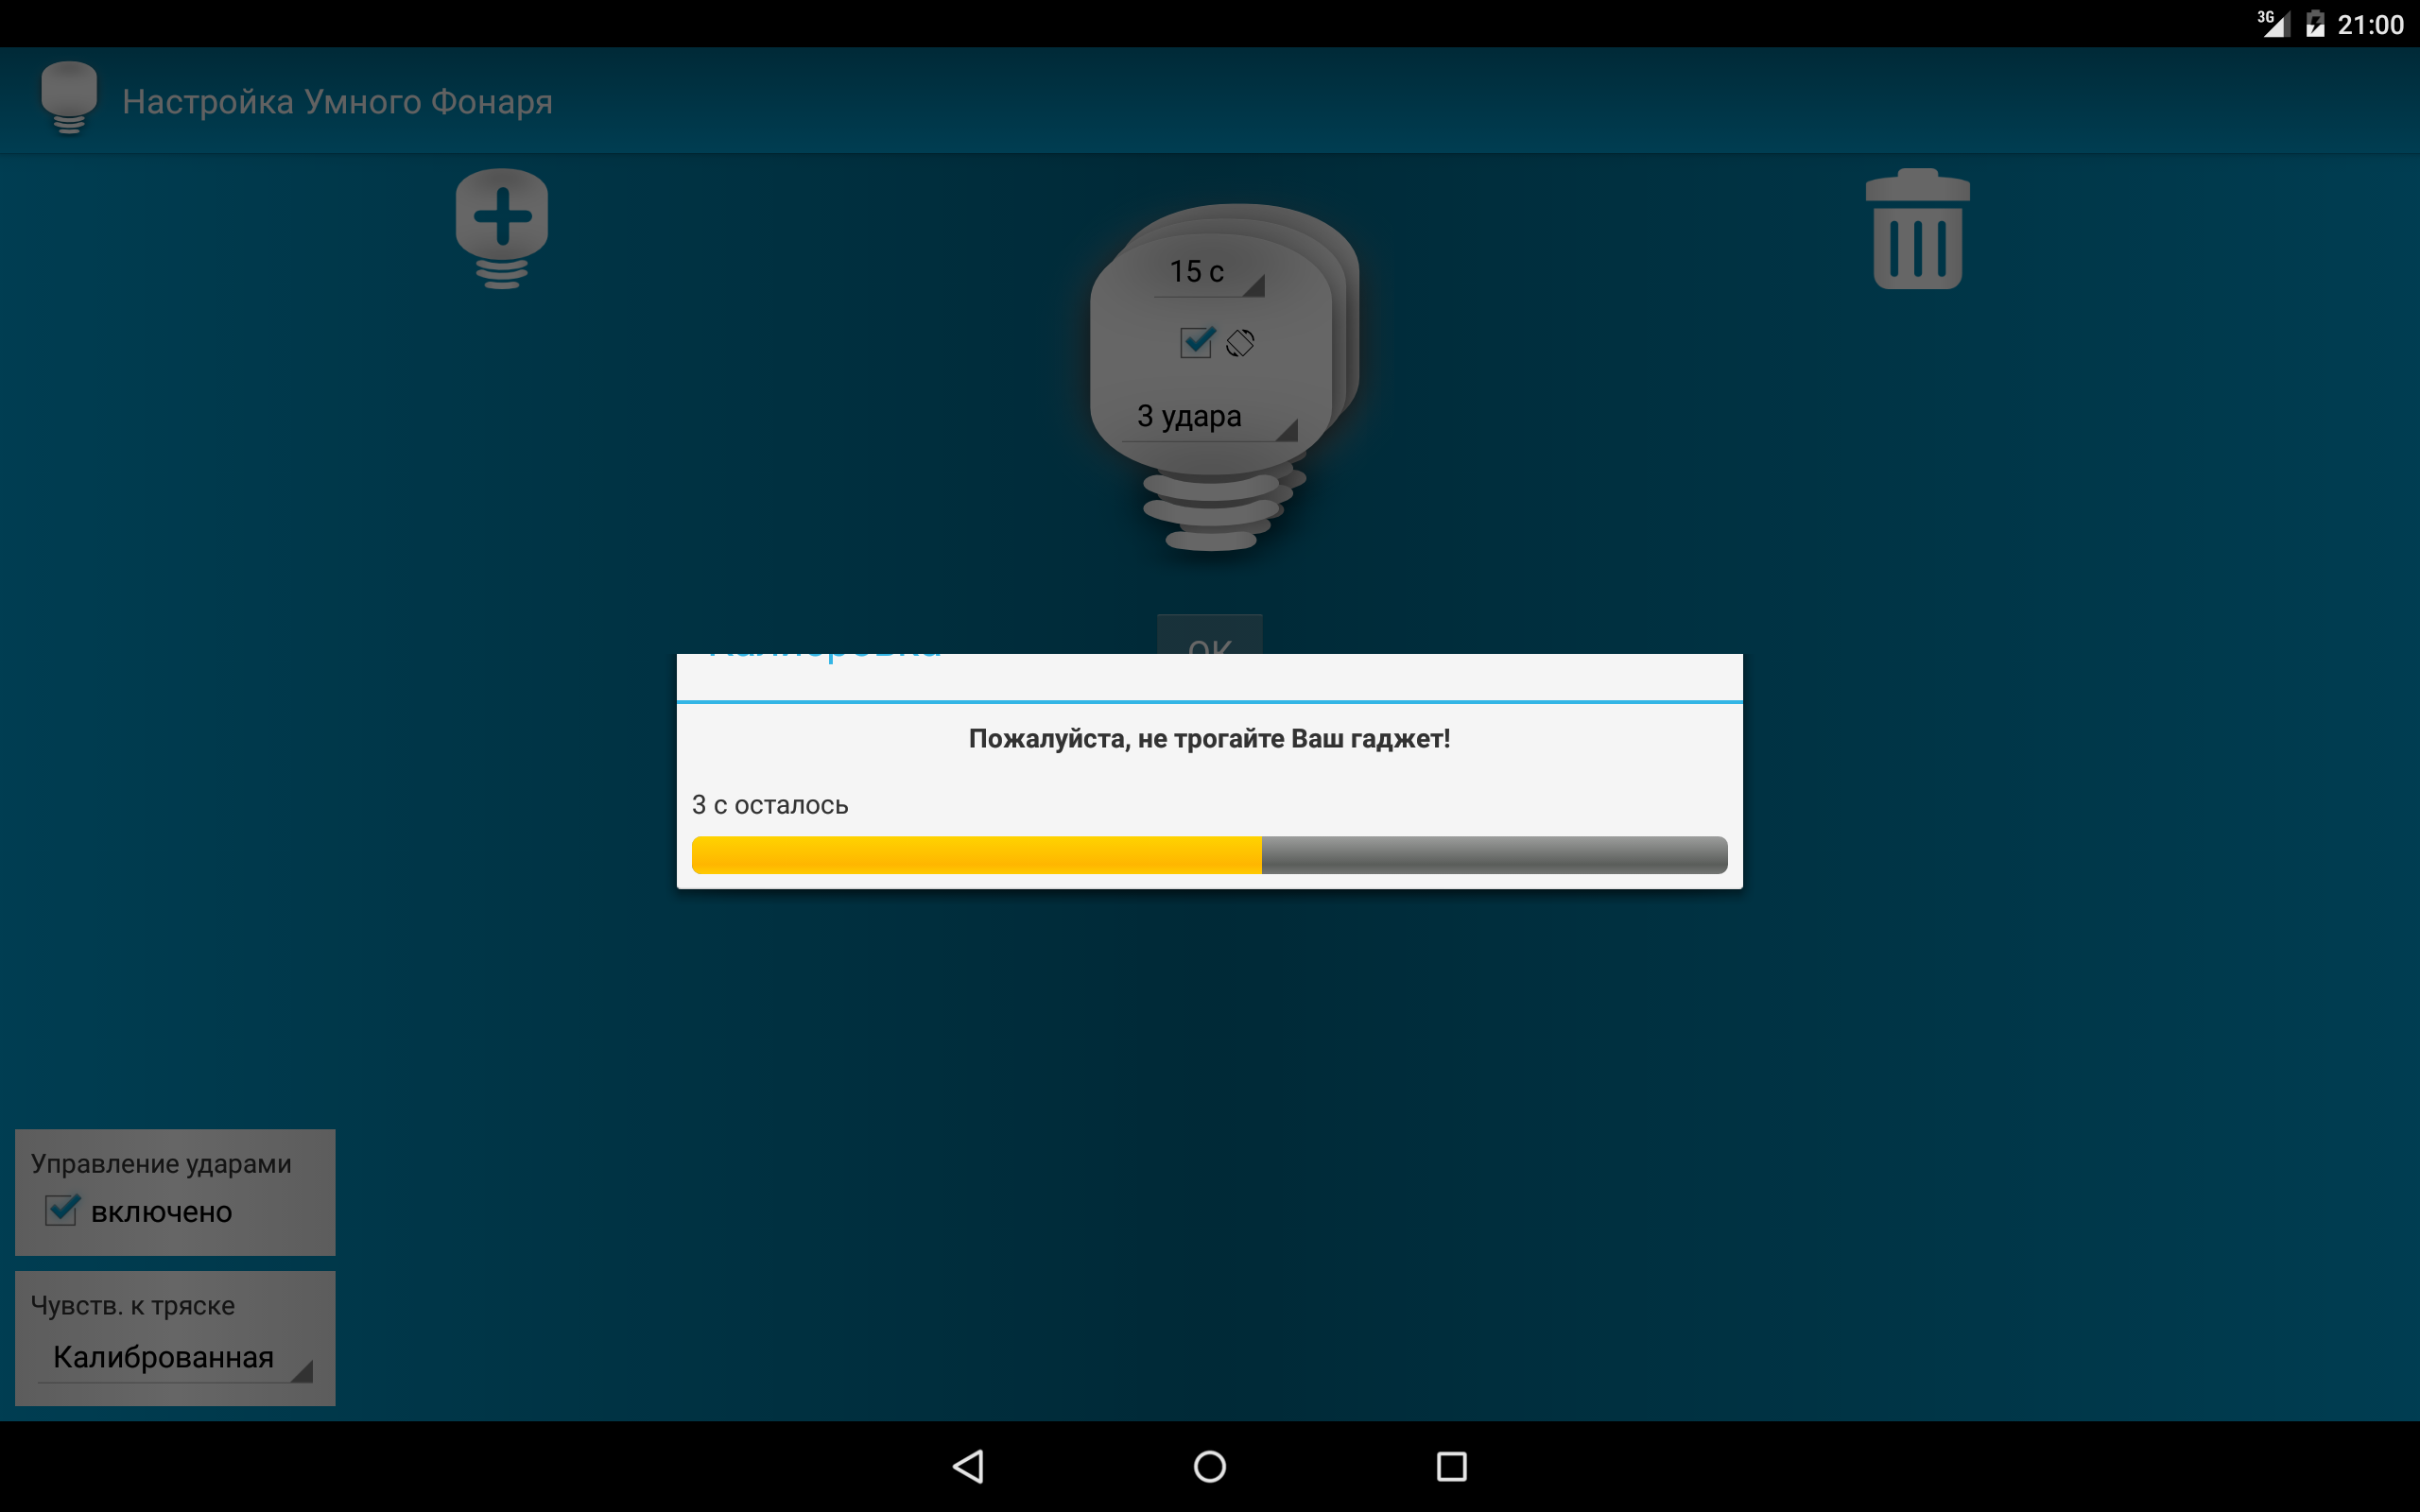 3G 21:00
Настройка Умного Фонаря
15 с
3 удара
OK
Калибровка
Пожалуйста, не трогайте Ваш гаджет!
3 с осталось
Управление ударами
включено
Чувств. к тряске
Калиброванная